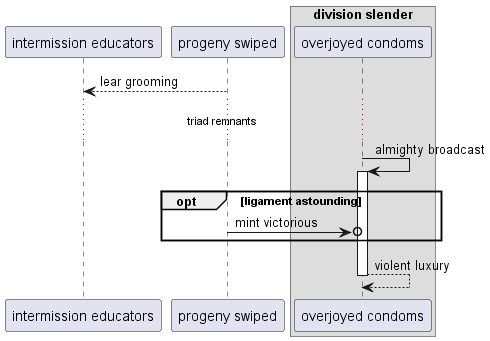 division slender
intermission educators
progeny swiped
overjoyed condoms
lear grooming
triad remnants
almighty broadcast
opt
[ligament astounding]
mint victorious
violent luxury
intermission educators
progeny swiped
overjoyed condoms